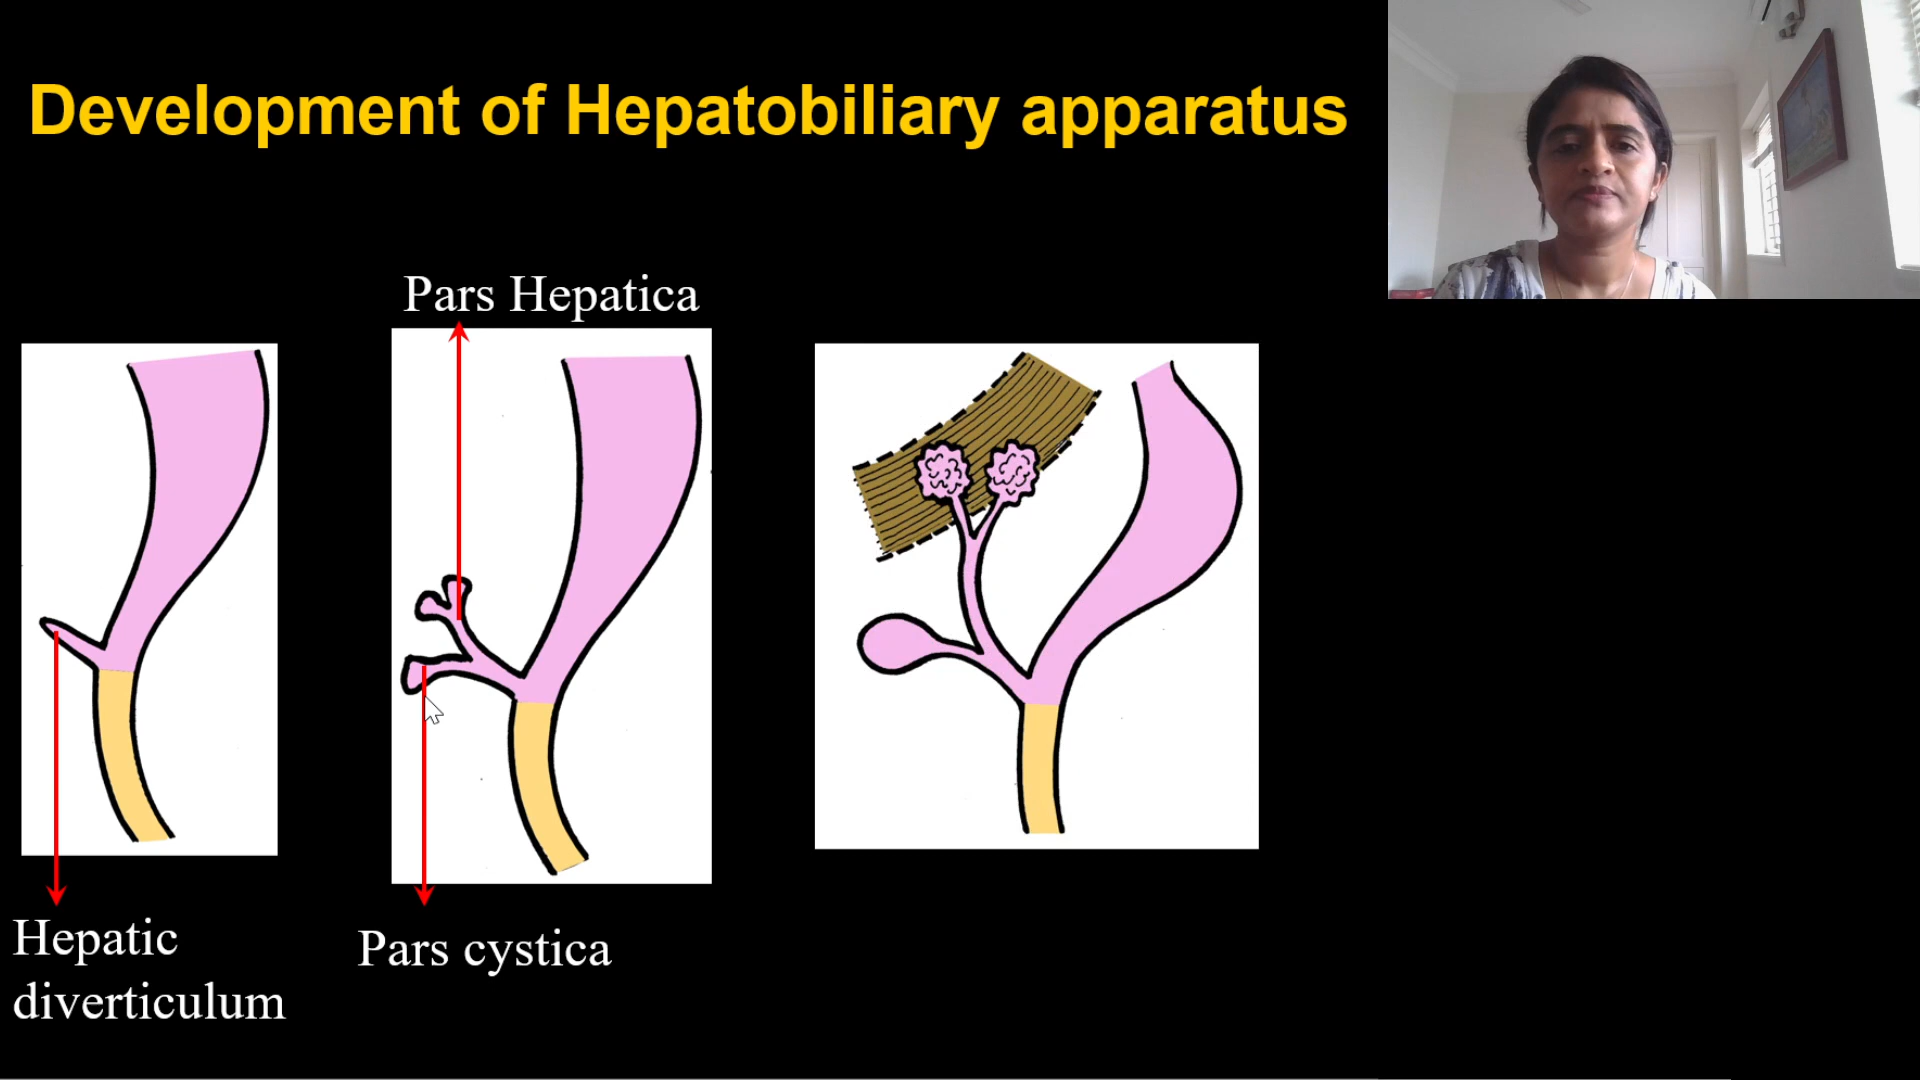 Development of Hepatobiliary apparatus
Pars Hepatica
Hepatic
diverticulum
Pars cystica